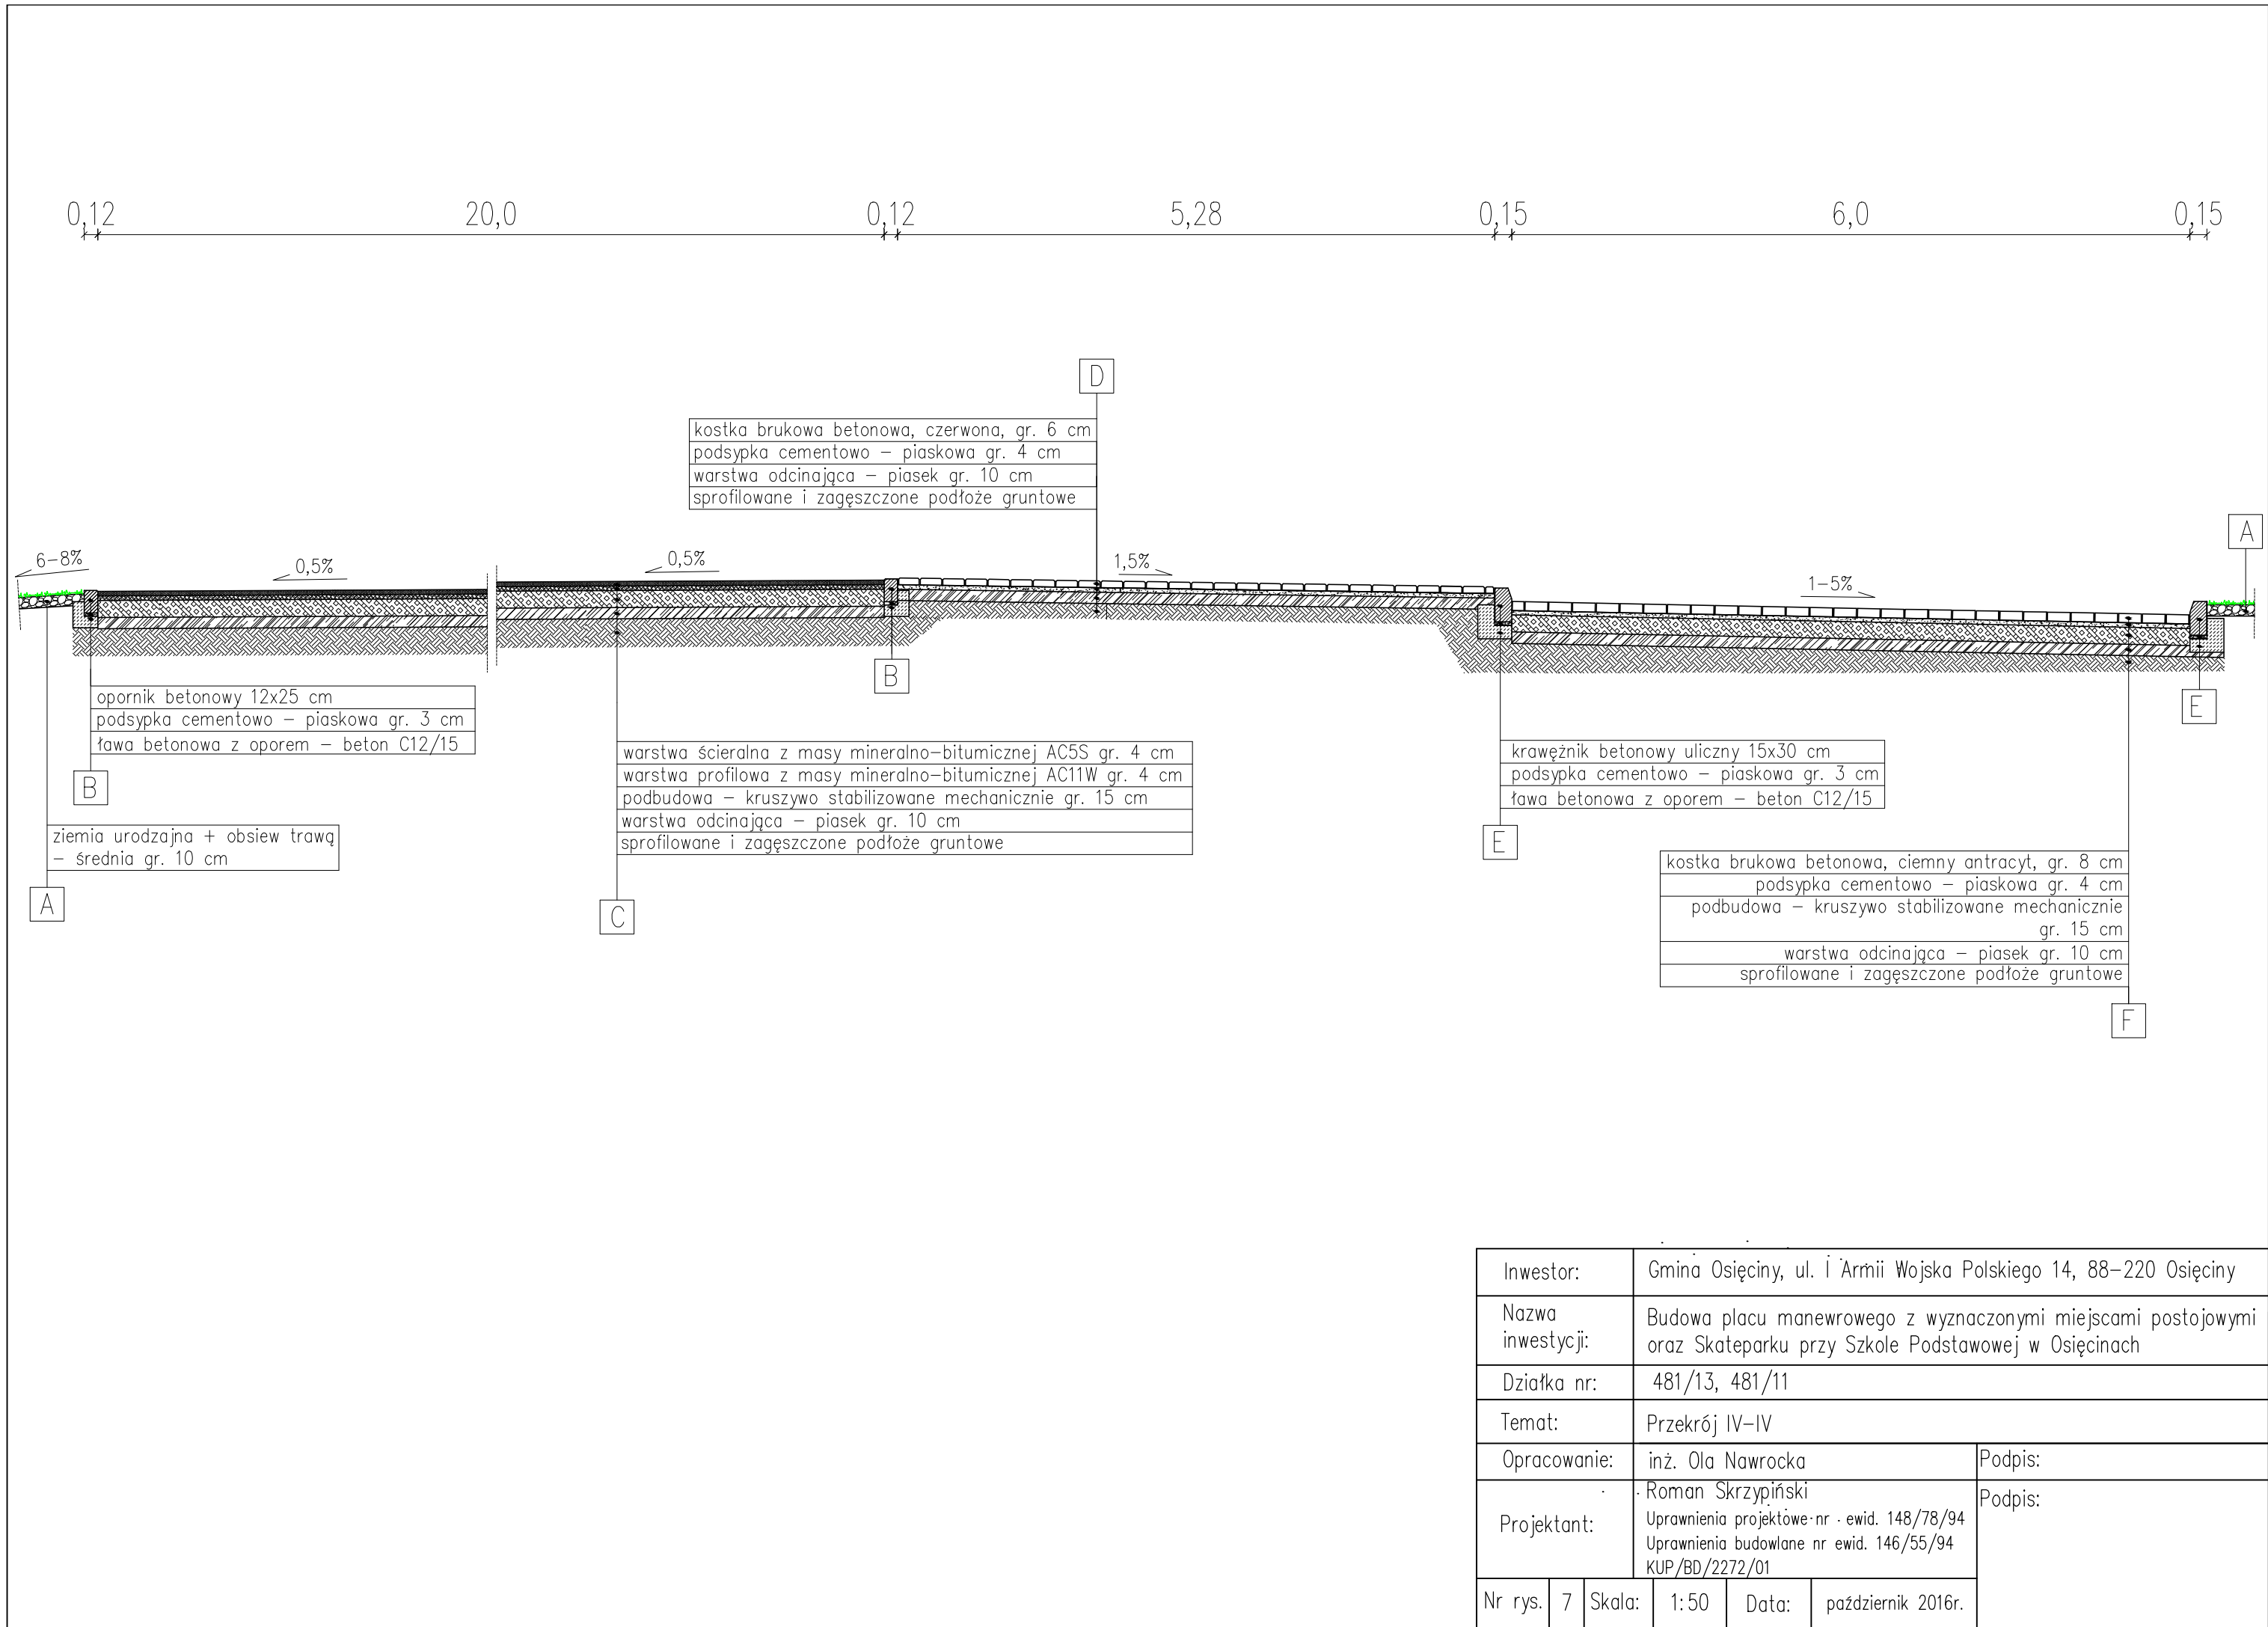 0,12
20,0
0,12
5,28
0,15
6,0
0,15
D
kostka brukowa betonowa, czerwona, gr. 6 cm
podsypka cementowo – piaskowa gr. 4 cm
warstwa odcinająca – piasek gr. 10 cm
sprofilowane i zagęszczone podłoże gruntowe
A
6–8%
0,5%
0,5%
1,5%
1–5%
B
E
opornik betonowy 12x25 cm
podsypka cementowo – piaskowa gr. 3 cm
ława betonowa z oporem – beton C12/15
B
ziemia urodzajna + obsiew trawą
– średnia gr. 10 cm
A
warstwa ścieralna z masy mineralno–bitumicznej AC5S gr. 4 cm
warstwa profilowa z masy mineralno–bitumicznej AC11W gr. 4 cm
podbudowa – kruszywo stabilizowane mechanicznie gr. 15 cm
warstwa odcinająca – piasek gr. 10 cm
sprofilowane i zagęszczone podłoże gruntowe
C
krawężnik betonowy uliczny 15x30 cm
podsypka cementowo – piaskowa gr. 3 cm
ława betonowa z oporem – beton C12/15
E
kostka brukowa betonowa, ciemny antracyt, gr. 8 cm
podsypka cementowo – piaskowa gr. 4 cm
podbudowa – kruszywo stabilizowane mechanicznie
gr. 15 cm
warstwa odcinająca – piasek gr. 10 cm
sprofilowane i zagęszczone podłoże gruntowe
F
Inwestor: Gmina Osięciny, ul. I Armii Wojska Polskiego 14, 88–220 Osięciny
Nazwa
inwestycji:
Budowa placu manewrowego z wyznaczonymi miejscami postojowymi
oraz Skateparku przy Szkole Podstawowej w Osięcinach
Działka nr: 481/13, 481/11
Temat: Przekrój IV–IV
Opracowanie: inż. Ola Nawrocka Podpis:
Projektant:
Roman Skrzypiński Podpis:
Uprawnienia projektowe nr ewid. 148/78/94
Uprawnienia budowlane nr ewid. 146/55/94
KUP/BD/2272/01
Nr rys. 7 Skala: 1:50 Data: październik 2016r.